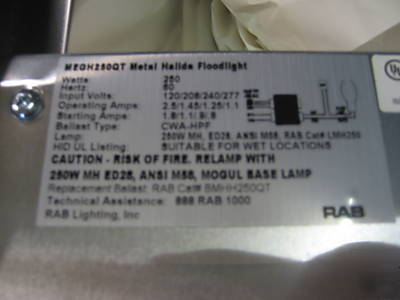 MEGH250QT Metal Halide Floodlight
Watts: 250
Hertz: 60
Input Volts: 120/208/240/277
Operating Amps: 2.5/1.45/1.25/1.1
Starting Amps: 1.8/1.1/.9/.8
Ballast Type: CWA-HPF
Lamp: 250W MH, ED28, ANSI M58, RAB Cat# LMH250
HID UL Listing: SUITABLE FOR WET LOCATIONS
CAUTION - RISK OF FIRE. RELAMP WITH
250W MH ED28, ANSI M58, MOGUL BASE LAMP
Replacement Ballast: RAB Cat# BMHH250QT
Technical Assistance: 888 RAB 1000
RAB Lighting, Inc
RAB